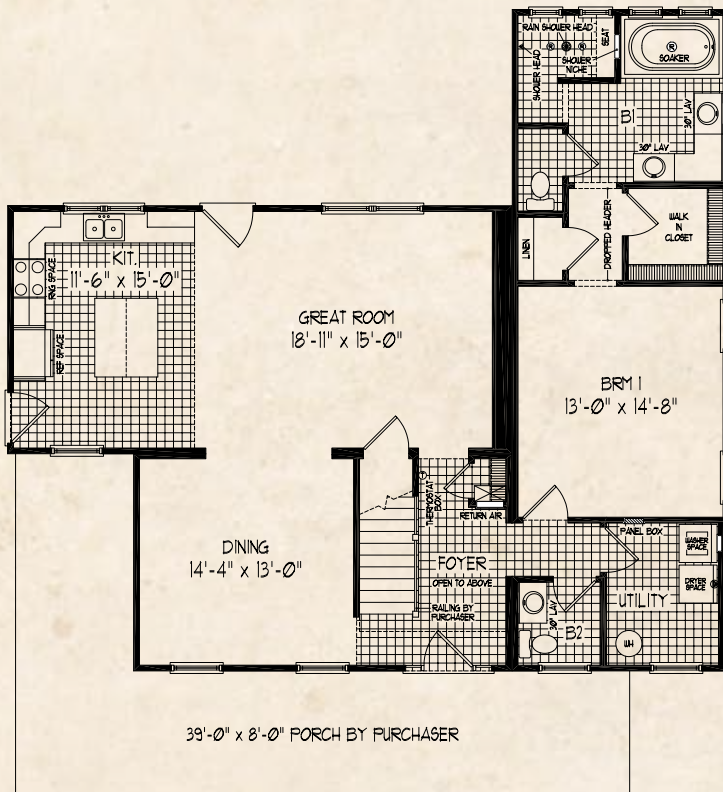 RAIN SHOWER HEAD
SEAT
SHOWER
NICHE
SHOWER HEAD
SOAKER
B1
30" LAV
30" LAV
DROPPED HEADER
WALK
IN
CLOSET
LINEN
KIT.
11'-6" x 15'-0"
RNG SPACE
REF SPACE
GREAT ROOM
18'-11" x 15'-0"
BRM 1
13'-0" x 14'-8"
THERMOSTAT
BOX
RETURN AIR
PANEL BOX
WASHER
SPACE
DRYER
SPACE
DINING
14'-4" x 13'-0"
FOYER
OPEN TO ABOVE
RAILING BY
PURCHASER
30" LAV
B2
UTILITY
WH
39'-0" x 8'-0" PORCH BY PURCHASER